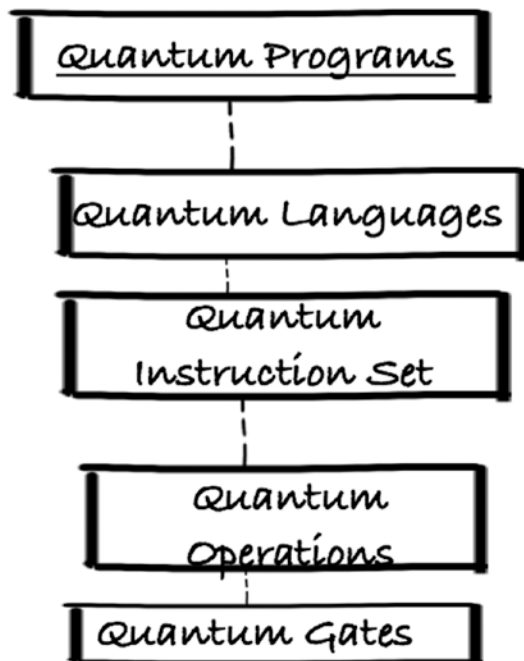 Quantum Programs
Quantum Languages
Quantum
Instruction Set
Quantum
Operations
Quantum Gates